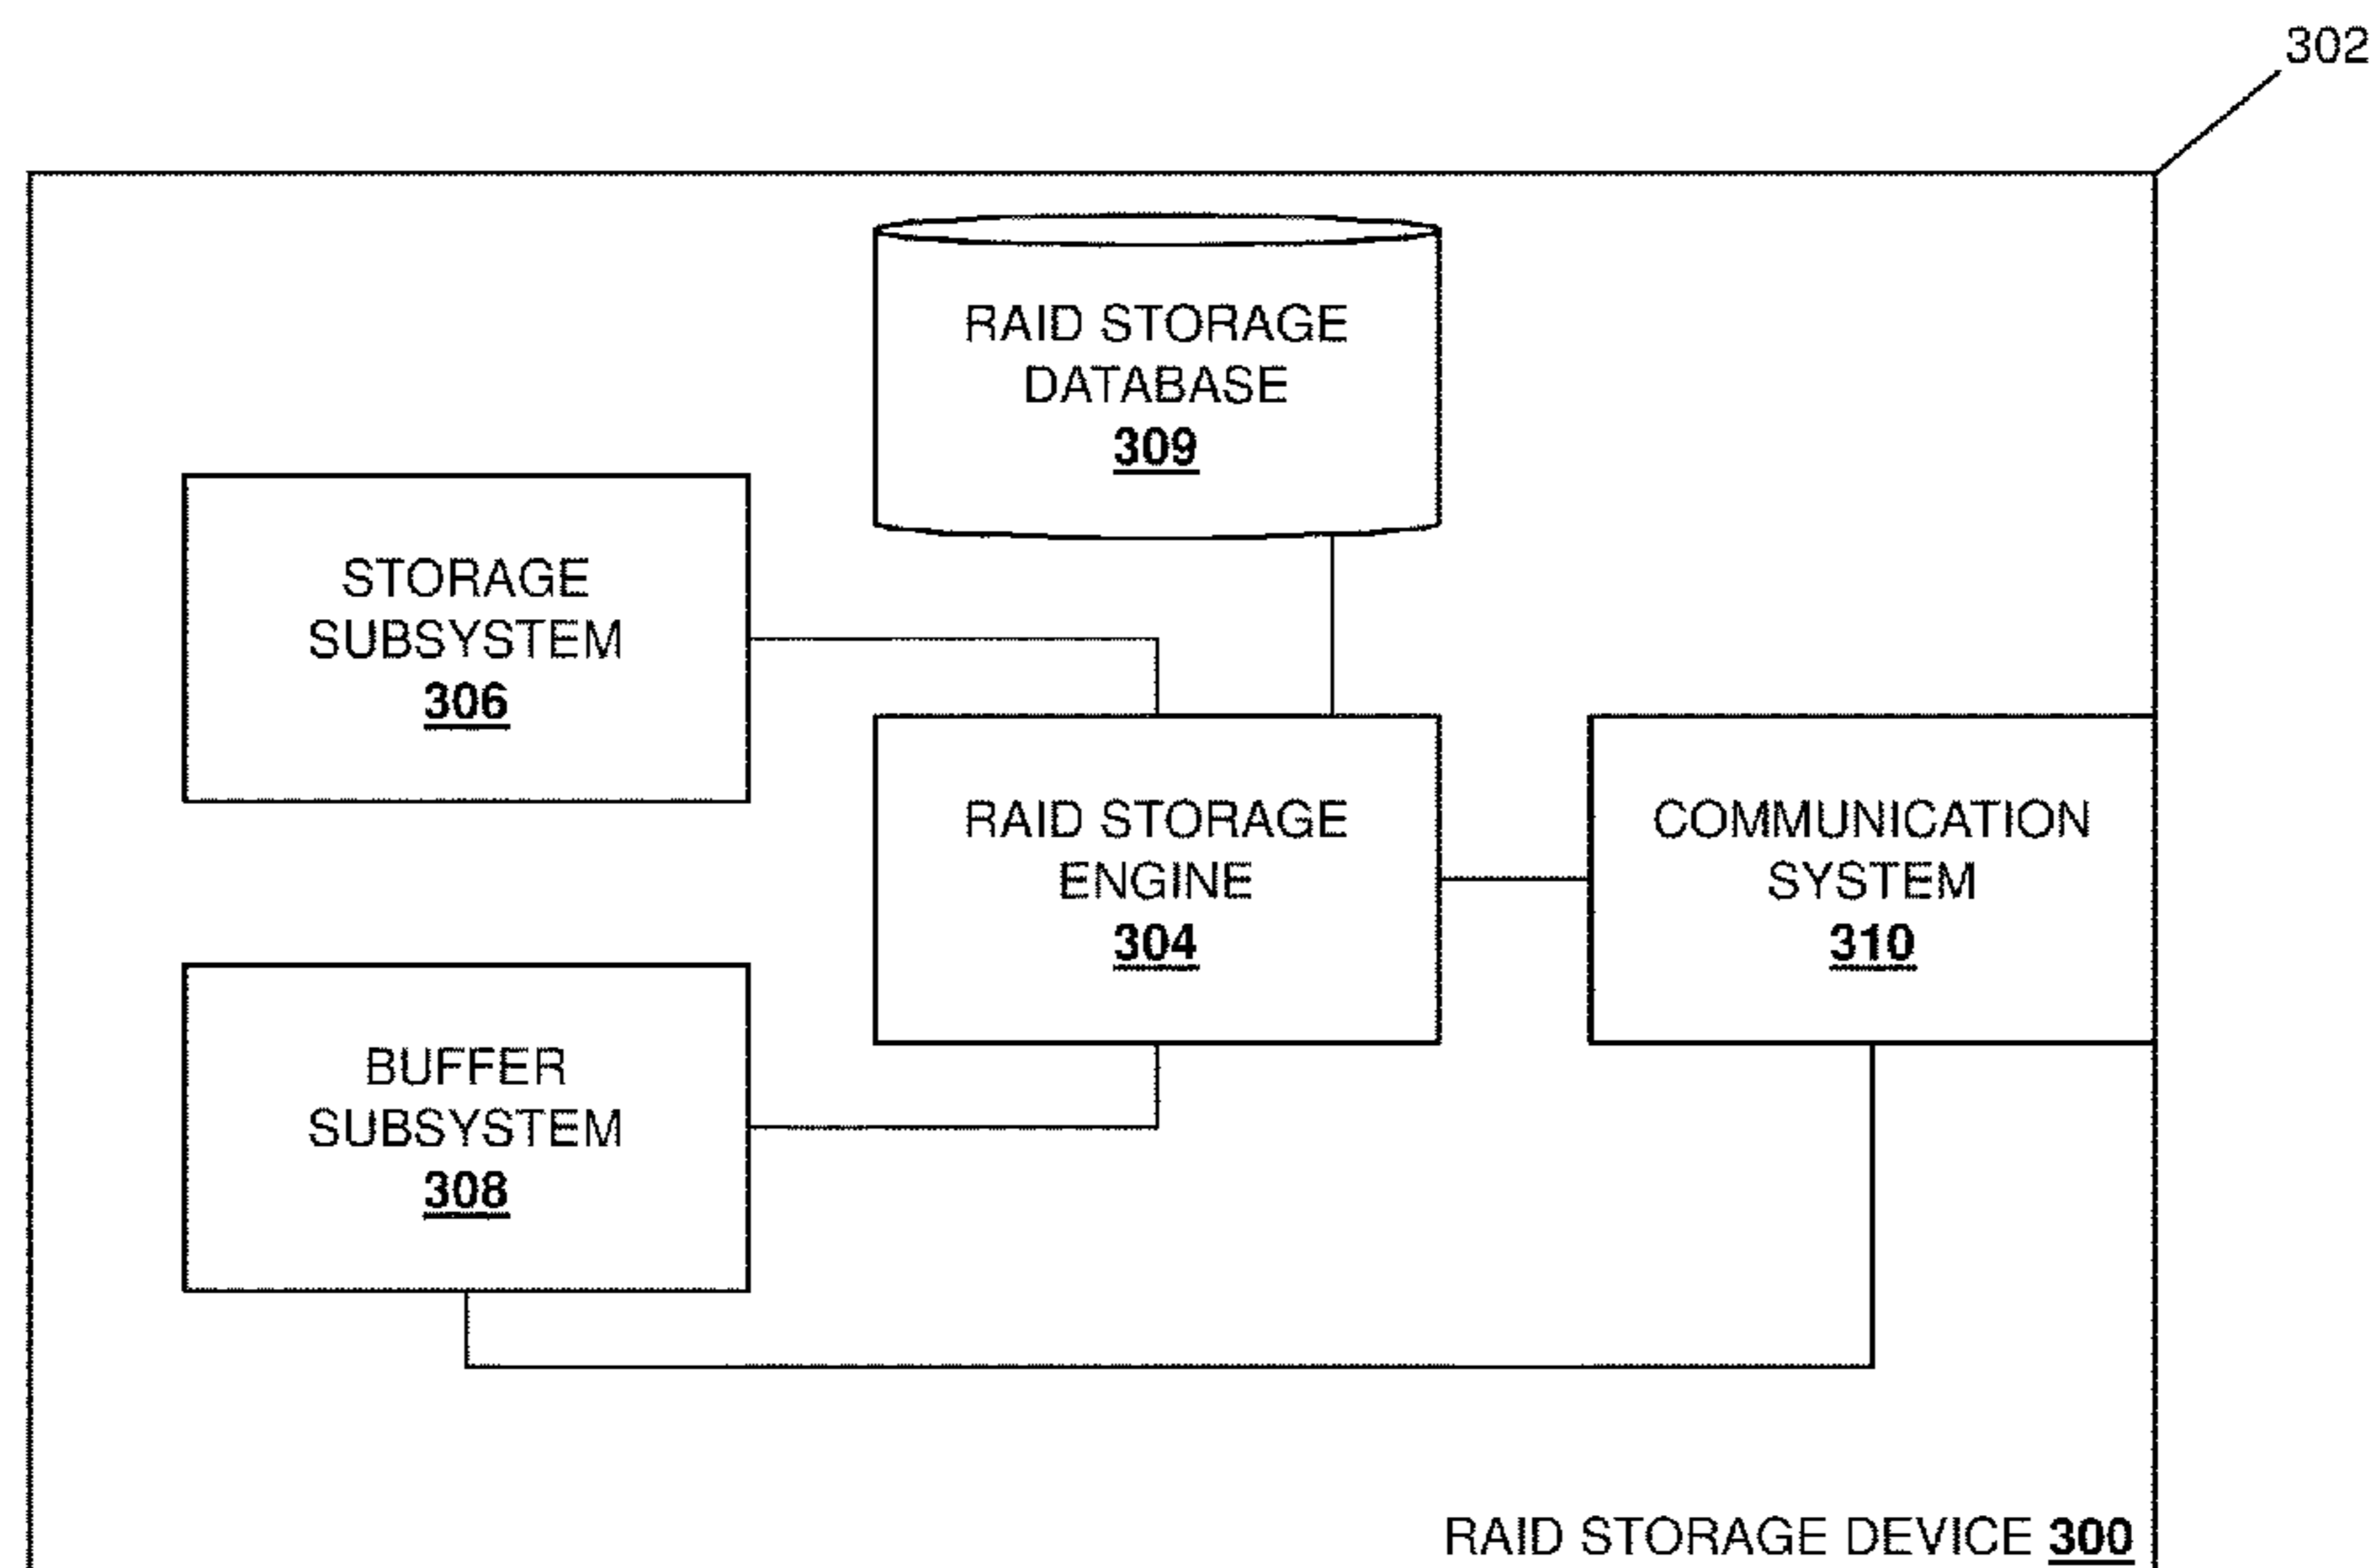 302
RAID STORAGE
DATABASE
309
STORAGE
SUBSYSTEM
306
RAID STORAGE
ENGINE
304
COMMUNICATION
SYSTEM
310
BUFFER
SUBSYSTEM
308
RAID STORAGE DEVICE 300